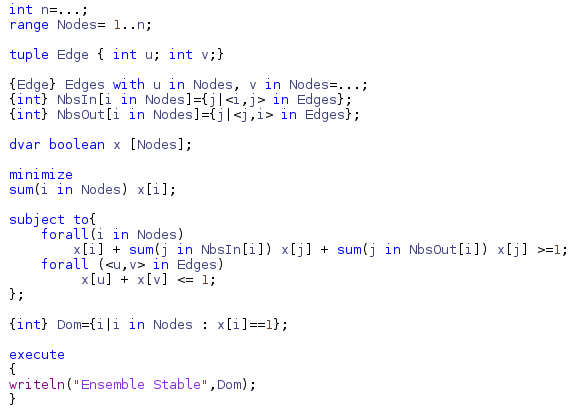 int n=...;
range Nodes= 1..n;
tuple Edge { int u; int v;}
{Edge} Edges with u in Nodes, v in Nodes=...;
{int} NbsIn[i in Nodes]={j|<i,j> in Edges};
{int} NbsOut[i in Nodes]={j|<j,i> in Edges};
dvar boolean x [Nodes];
minimize
sum(i in Nodes) x[i];
subject to{
forall(i in Nodes)
x[i] + sum(j in NbsIn[i]) x[j] + sum(j in NbsOut[i]) x[j] >=1;
forall (<u,v> in Edges)
x[u] + x[v] <= 1;
};
{int} Dom={i|i in Nodes : x[i]==1};
execute
{
writeln("Ensemble Stable",Dom);
}